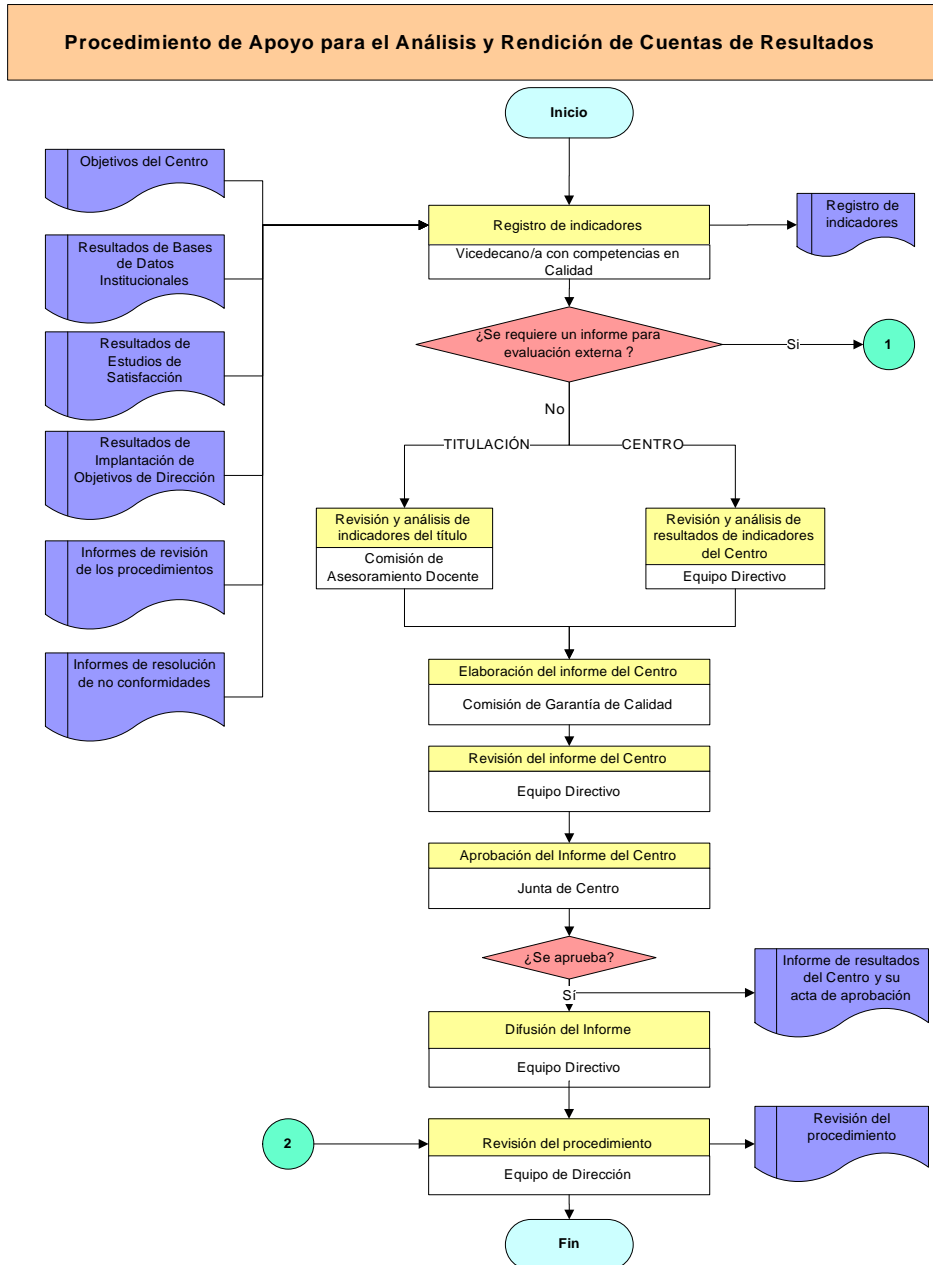 Procedimiento de Apoyo para el Análisis y Rendición de Cuentas de Resultados
Inicio
Objetivos del Centro
Registro de indicadores
Vicedecano/a con competencias en
Calidad
Registro de
indicadores
Resultados de Bases
de Datos
Institucionales
¿Se requiere un informe para
evaluación externa ?
Si
1
Resultados de
Estudios de
Satisfacción
No
TITULACIÓN
CENTRO
Resultados de
Implantación de
Objetivos de Dirección
Revisión y análisis de
indicadores del título
Comisión de
Asesoramiento Docente
Revisión y análisis de
resultados de indicadores
del Centro
Equipo Directivo
Informes de revisión
de los procedimientos
Informes de resolución
de no conformidades
Elaboración del informe del Centro
Comisión de Garantía de Calidad
Revisión del informe del Centro
Equipo Directivo
Aprobación del Informe del Centro
Junta de Centro
¿Se aprueba?
Sí
Informe de resultados
del Centro y su
acta de aprobación
Difusión del Informe
Equipo Directivo
2
Revisión del procedimiento
Equipo de Dirección
Revisión del
procedimiento
Fin